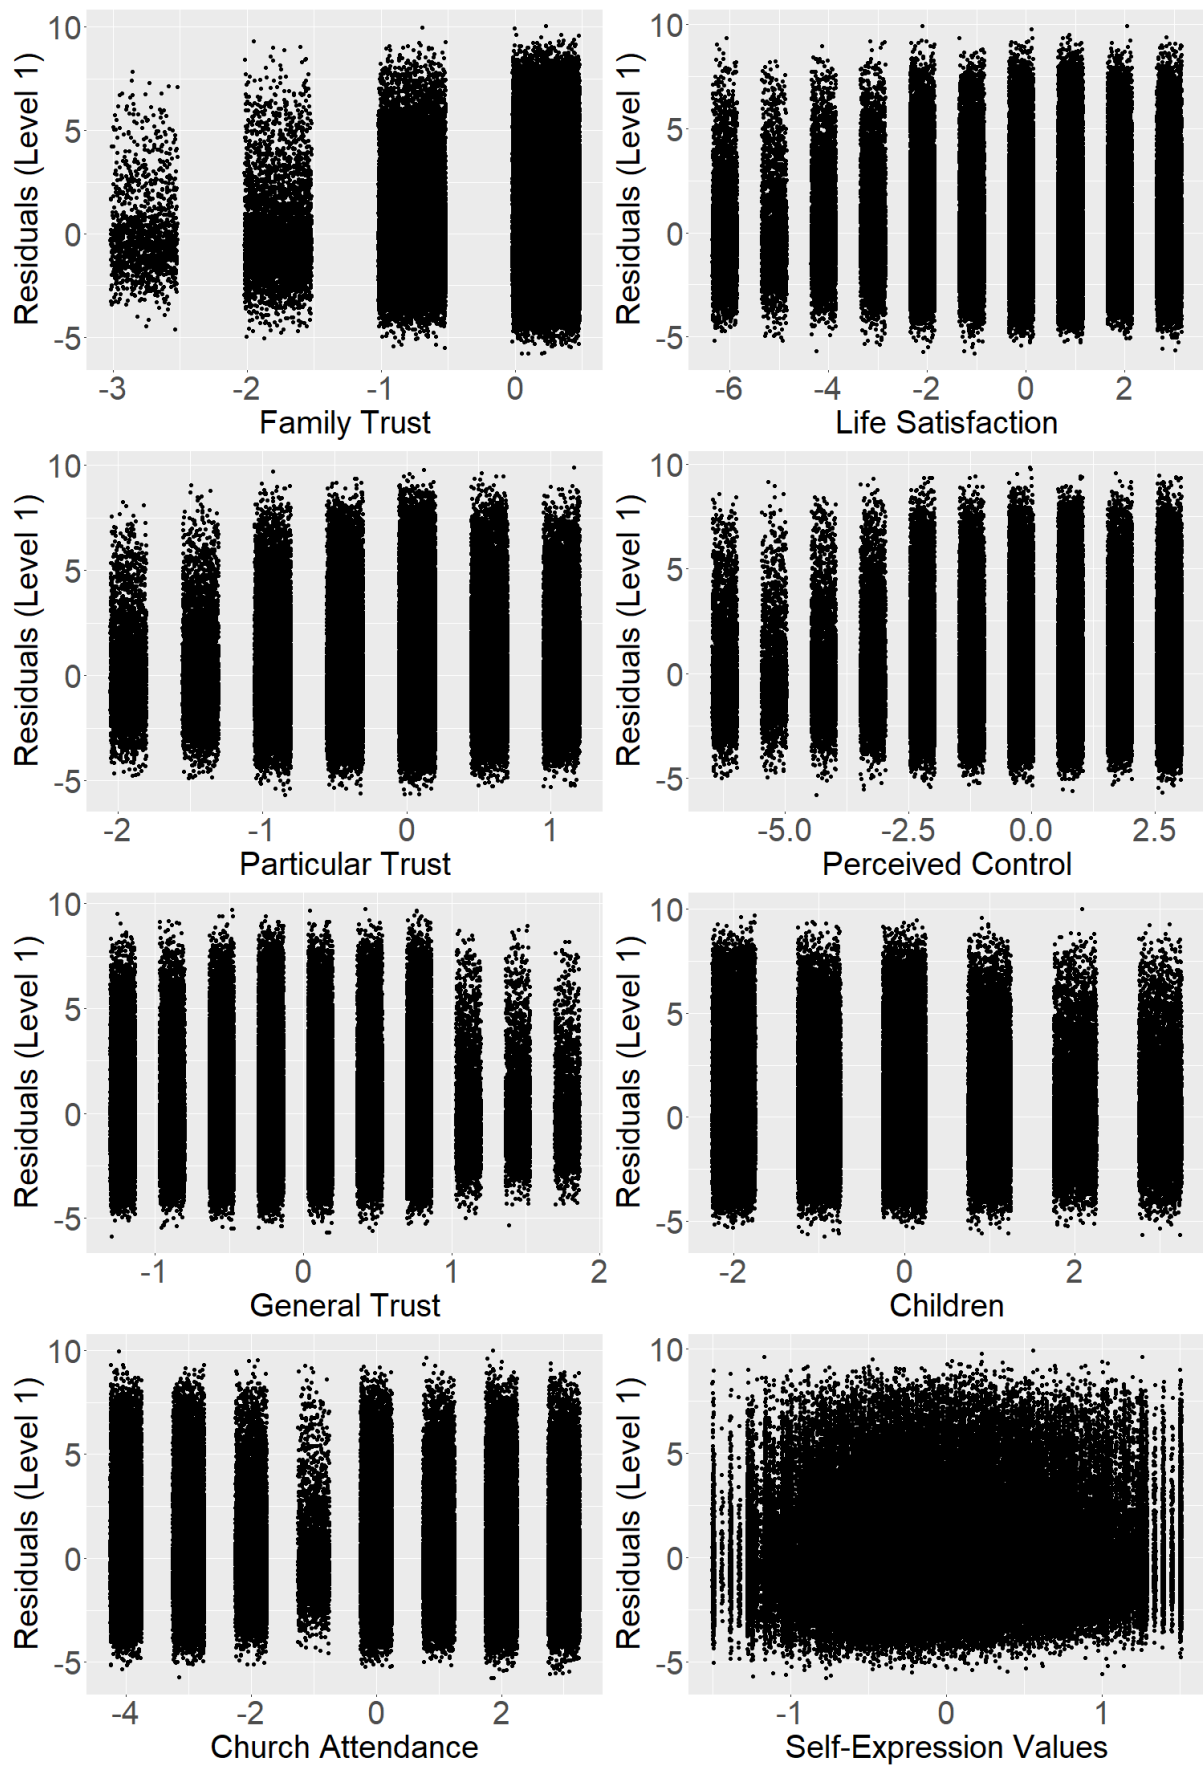 10
5
0
-5
Residuals (Level 1)
-3 -2 -1 0
Family Trust
10
5
0
-5
Residuals (Level 1)
-6 -4 -2 0 2
Life Satisfaction
10
5
0
-5
Residuals (Level 1)
-2 -1 0 1
Particular Trust
10
5
0
-5
Residuals (Level 1)
-5.0 -2.5 0.0 2.5
Perceived Control
10
5
0
-5
Residuals (Level 1)
-1 0 1 2
General Trust
10
5
0
-5
Residuals (Level 1)
-2 0 2
Children
10
5
0
-5
Residuals (Level 1)
-4 -2 0 2
Church Attendance
10
5
0
-5
Residuals (Level 1)
-1 0 1
Self-Expression Values